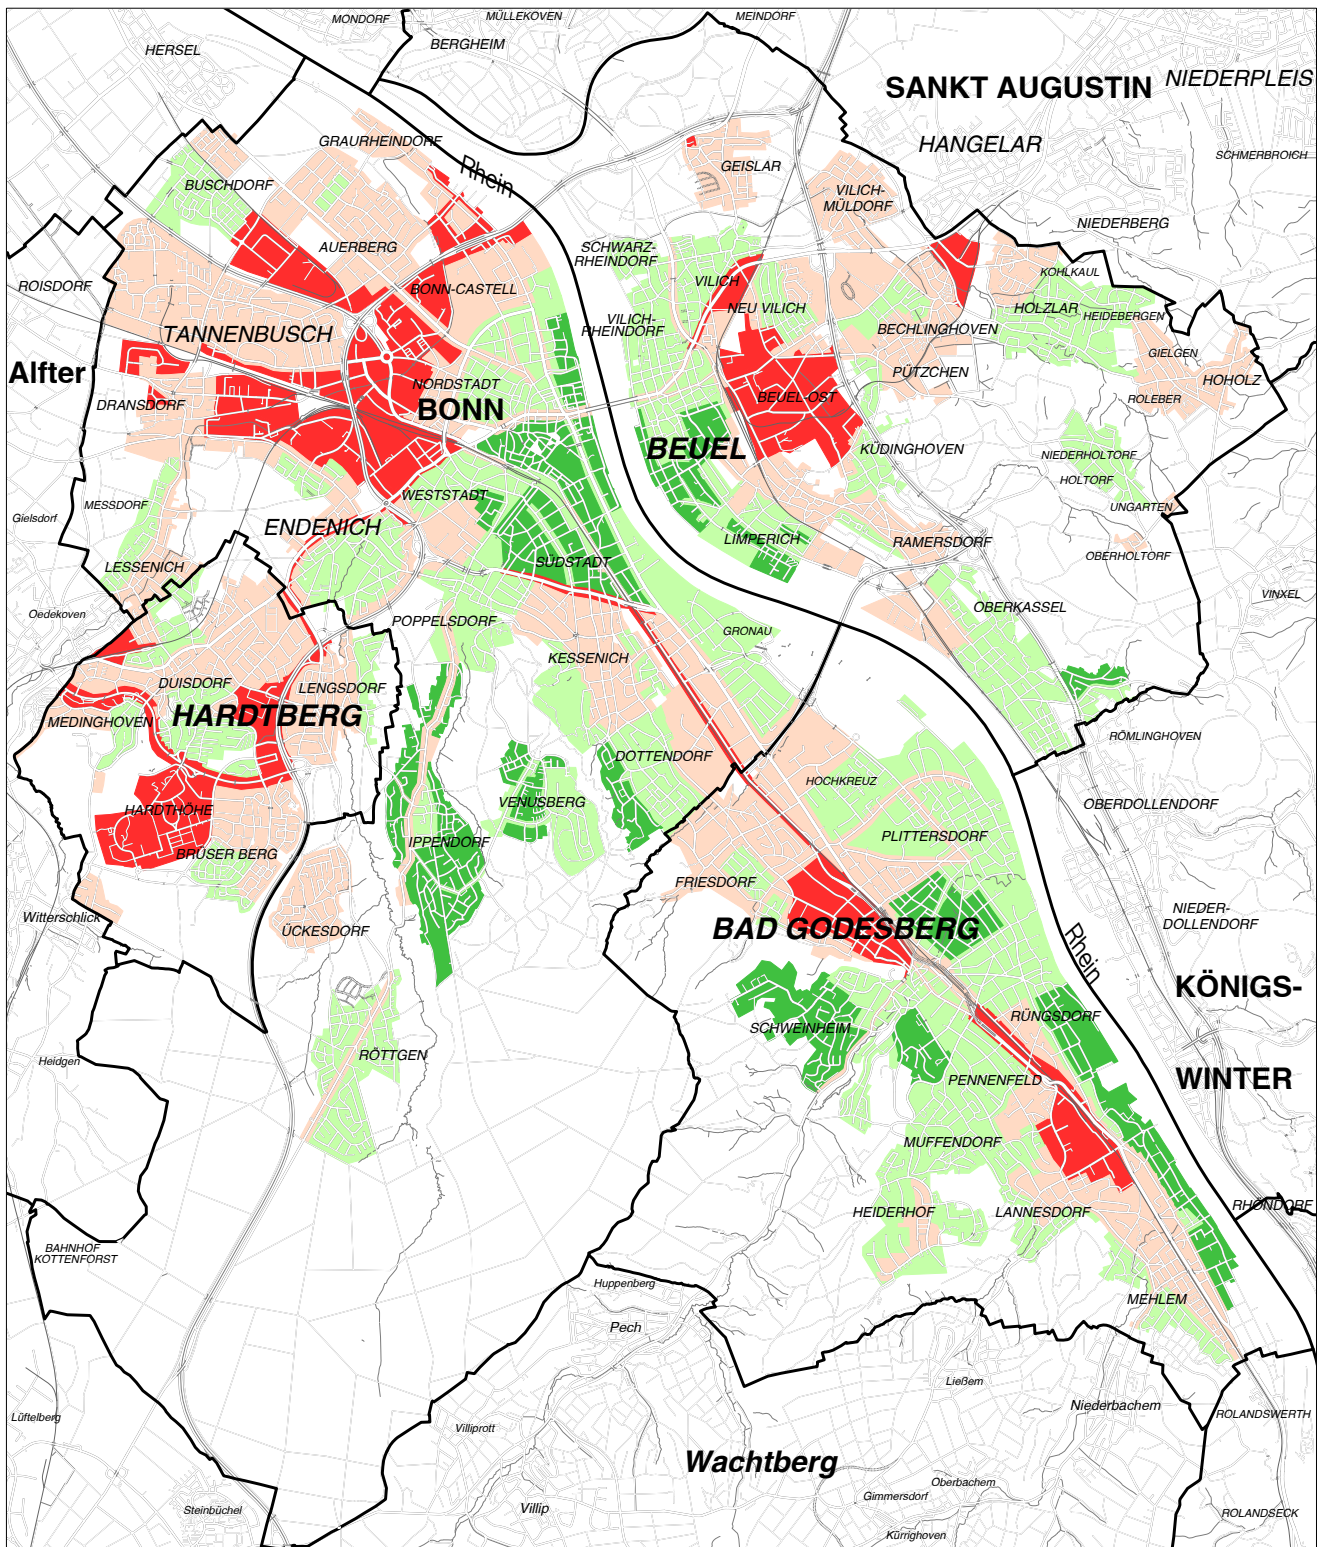 MONDORF
MÜLLEKOVEN
MEINDORF
HERSEL
BERGHEIM
SANKT AUGUSTIN
NIEDERPLEIS
HANGELAR
SCHMERBROICH
GRAURHEINDORF
Rhein
GEISLAR
BUSCHDORF
VILICH-
MÜLDORF
NIEDERBERG
AUERBERG
SCHWARZ-
RHEINDORF
KOHLKAUL
ROISDORF
BONN-CASTELL
VILICH
NEU VILICH
HOLZLAR
HEIDEBERGEN
TANNENBUSCH
VILICH-
RHEINDORF
BECHLINGHOVEN
GIELGEN
Alfter
PÜTZCHEN
HOHOLZ
NORDSTADT
DRANSDORF
BONN
BEUEL-OST
ROLEBER
BEUEL
KÜDINGHOVEN
NIEDERHOLTORF
HOLTORF
MESSDORF
WESTSTADT
UNGARTEN
Gielsdorf
ENDENICH
LIMPERICH
RAMERSDORF
OBERHOLTORF
LESSENICH
SÜDSTADT
VINXEL
Oedekoven
POPPELSDORF
GRONAU
OBERKASSEL
KESSENICH
DUISDORF
LENGSDORF
MEDINGHOVEN
HARDTBERG
RÖMLINGHOVEN
DOTTENDORF
HOCHKREUZ
OBERDOLLENDORF
HARDTHÖHE
VENUSBERG
IPPENDORF
PLITTERSDORF
BRÜSER BERG
FRIESDORF
Witterschlick
ÜCKESDORF
BAD GODESBERG
NIEDER-
DOLLENDORF
Rhein
KÖNIGS-
WINTER
SCHWEINHEIM
RÜNGSDORF
Heidgen
RÖTTGEN
PENNENFELD
MUFFENDORF
HEIDERHOF
LANNESDORF
RHÖNDORF
BAHNHOF
KOTTENFORST
Huppenberg
MEHLEM
Pech
Ließem
Niederbachem
Lüftelberg
Villiprott
ROLANDSWERTH
Wachtberg
Oberbachem
Gimmersdorf
Steinbüchel
Villip
ROLANDSECK
Kürrighoven